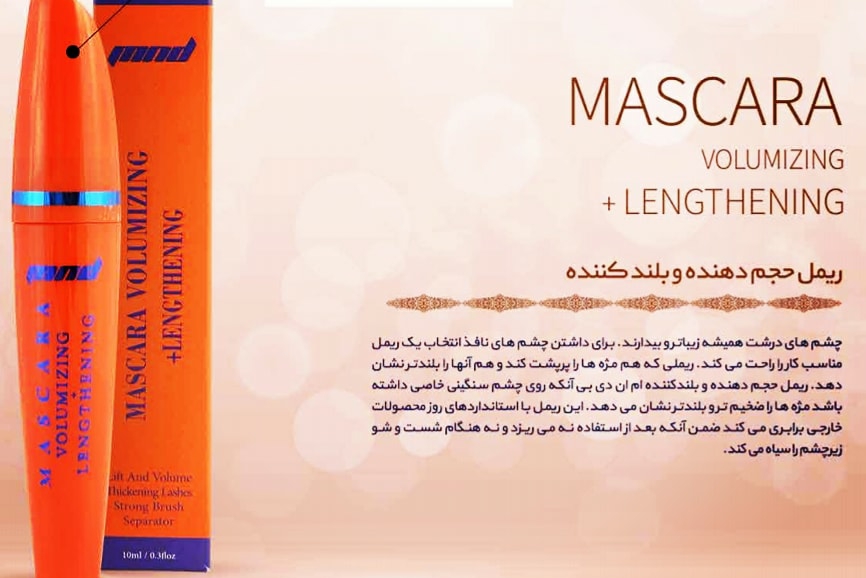 mnd
MASCARA VOLUMIZING
+LENGTHENING
Lift And Volume
Thickening Lashes
Strong Brush
Separator
10ml / 0.3floz
mnd
MASCARA
VOLUMIZING
+
LENGTHENING
MASCARA
VOLUMIZING
+ LENGTHENING
ریمل حجم دهنده و بلند کننده
چشم های درشت همیشه زیباتر و بیدارند. برای داشتن چشم های نافذ انتخاب یک ریمل
مناسب کار را راحت می کند. ریملی که هم مژه ها را پرپشت کند و هم آنها را بلندتر نشان
دهد. ریمل حجم دهنده و بلندکننده ام ان دی بی آنکه روی چشم سنگینی خاصی داشته
باشد مژه ها را ضخیم تر و بلندتر نشان می دهد. این ریمل با استانداردهای روز محصولات
خارجی برابری می کند ضمن آنکه بعد از استفاده نه می ریزد و نه هنگام شست و شو
زیر چشم را سیاه می کند.